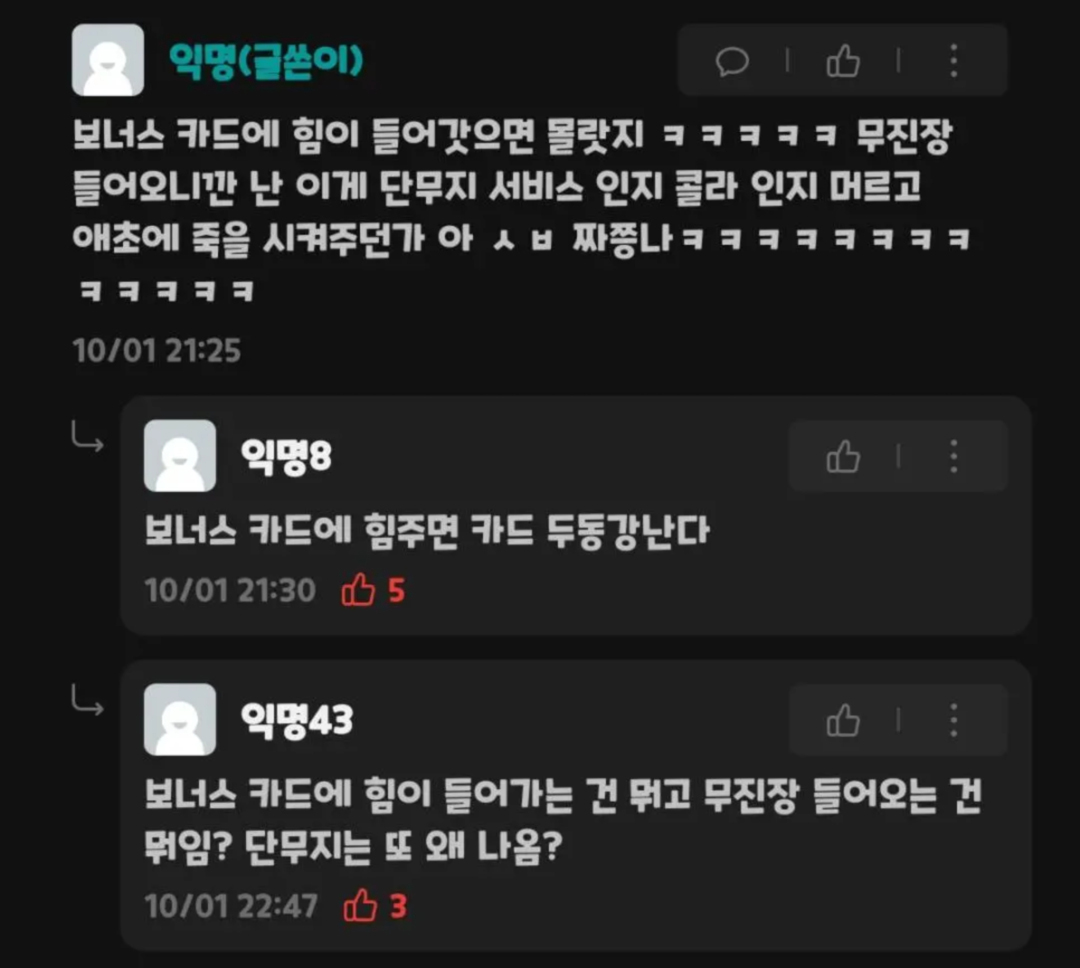 익명(글쓴이)
보너스 카드에 힘이 들어갓으면 몰랏지 ㅋㅋㅋㅋㅋ 무진장
들어오니깐 난 이게 단무지 서비스 인지 콜라 인지 머르고
애초에 죽을 시켜주던가 아 ㅅㅂ 짜쯩나ㅋㅋㅋㅋㅋㅋㅋㅋ
ㅋㅋㅋㅋㅋ
10/01 21:25
익명8
보너스 카드에 힘주면 카드 두동강난다
10/01 21:30 5
익명43
보너스 카드에 힘이 들어가는 건 뭐고 무진장 들어오는 건
뭐임? 단무지는 또 왜 나옴?
10/01 22:47 3